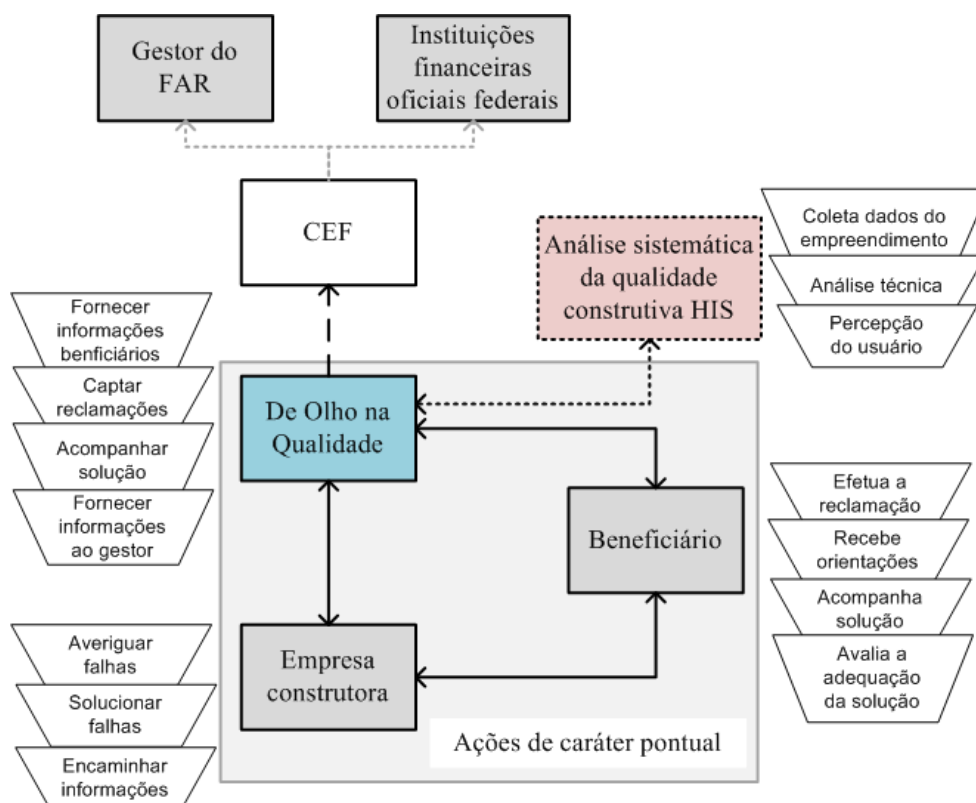 Gestor do
FAR
Instituições
financeiras
oficiais federais
CEF
Análise sistemática
da qualidade
construtiva HIS
Coleta dados do
empreendimento
Análise técnica
Percepção
do usuário
Fornecer
informações
benficiários
Captar
reclamações
Acompanhar
solução
Fornecer
informações
ao gestor
De Olho na
Qualidade
Beneficiário
Efetua a
reclamação
Recebe
orientações
Acompanha
solução
Avalia a
adequação
da solução
Averiguar
falhas
Solucionar
falhas
Encaminhar
informações
Empresa
construtora
Ações de caráter pontual